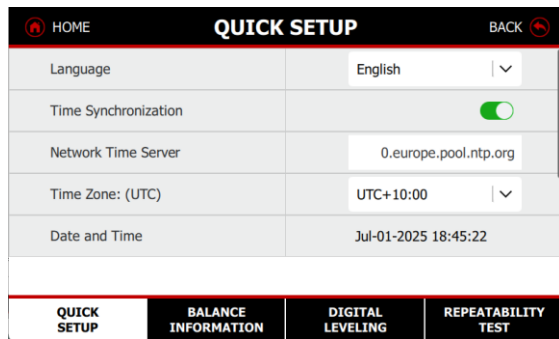 HOME QUICK SETUP BACK
Language English
Time Synchronization
Network Time Server 0.europe.pool.ntp.org
Time Zone: (UTC) UTC+10:00
Date and Time Jul-01-2025 18:45:22
QUICK SETUP
BALANCE INFORMATION
DIGITAL LEVELING
REPEATABILITY TEST